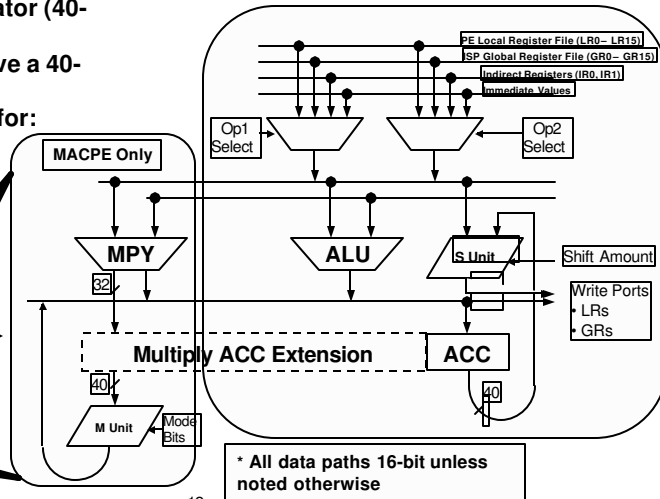 ator (40-
ve a 40-
for:
MACPE Only
PE Local Register File (LR0– LR15)
ISP Global Register File (GR0– GR15)
Indirect Registers (IR0, IR1)
Immediate Values
Op1
Select
Op2
Select
MPY
ALU
S Unit
Shift Amount
32
Write Ports
• LRs
• GRs
Multiply ACC Extension
ACC
40
40
M Unit
Mode
Bits
* All data paths 16-bit unless
noted otherwise